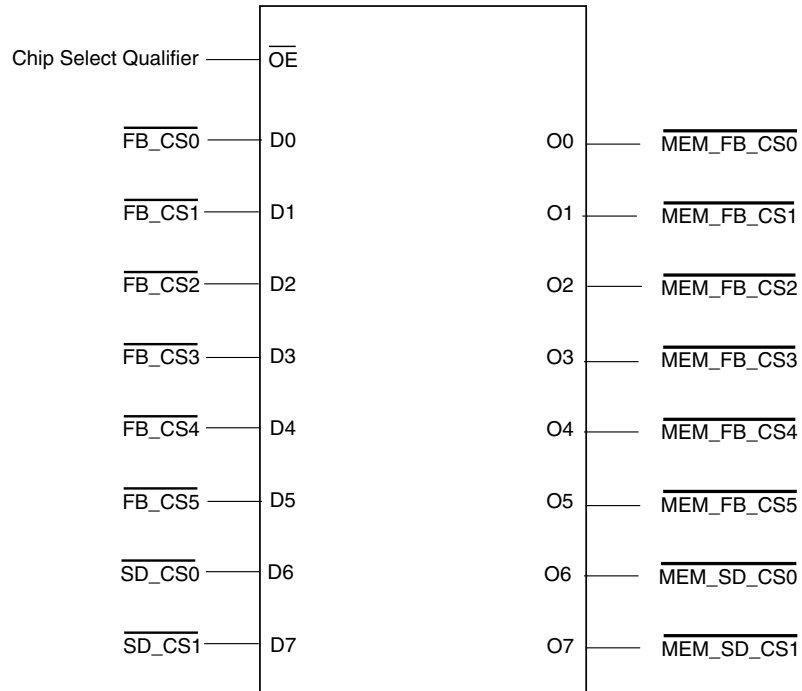 Chip Select Qualifier OE
FB_CS0 D0 O0 MEM_FB_CS0
FB_CS1 D1 O1 MEM_FB_CS1
FB_CS2 D2 O2 MEM_FB_CS2
FB_CS3 D3 O3 MEM_FB_CS3
FB_CS4 D4 O4 MEM_FB_CS4
FB_CS5 D5 O5 MEM_FB_CS5
SD_CS0 D6 O6 MEM_SD_CS0
SD_CS1 D7 O7 MEM_SD_CS1